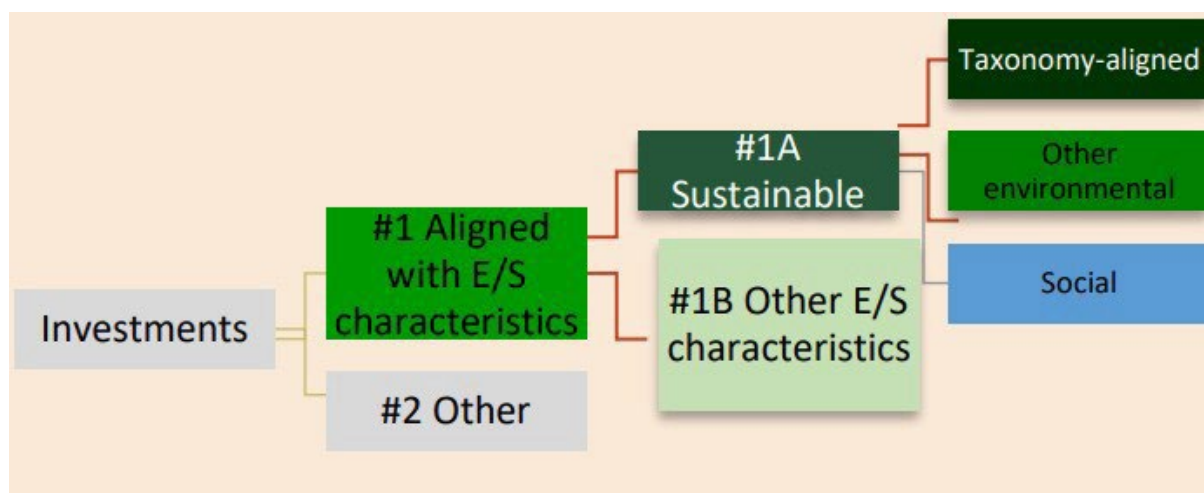 Investments
#1 Aligned
with E/S
characteristics
#2 Other
#1A
Sustainable
#1B Other E/S
characteristics
Taxonomy-aligned
Other
environmental
Social